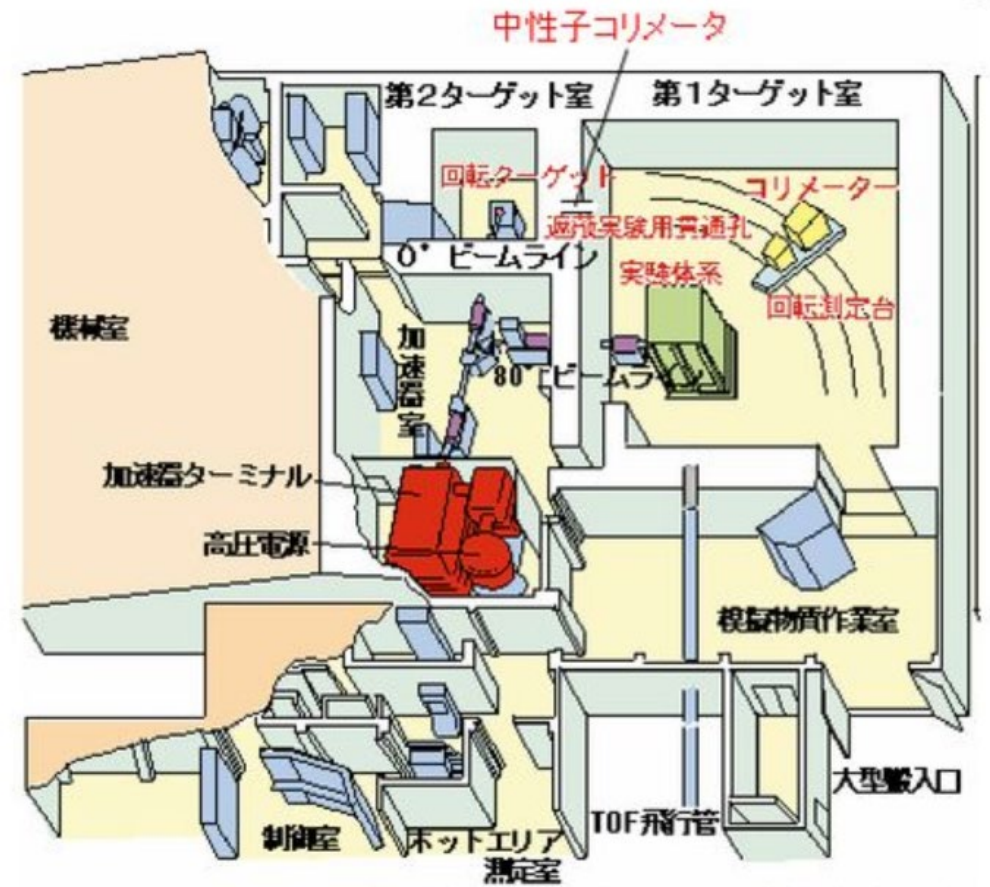 中性子コリメータ
第2ターゲット室
第1ターゲット室
回転ターゲット
コリメーター
遮蔽実験用貫通孔
0° ビームライン
実験体系
回転測定台
機械室
加速器室
80° ビームライン
加速器ターミナル
高圧電源
模擬物質作業室
大型搬入口
TOF飛行管
制御室
ホットエリア
測定室